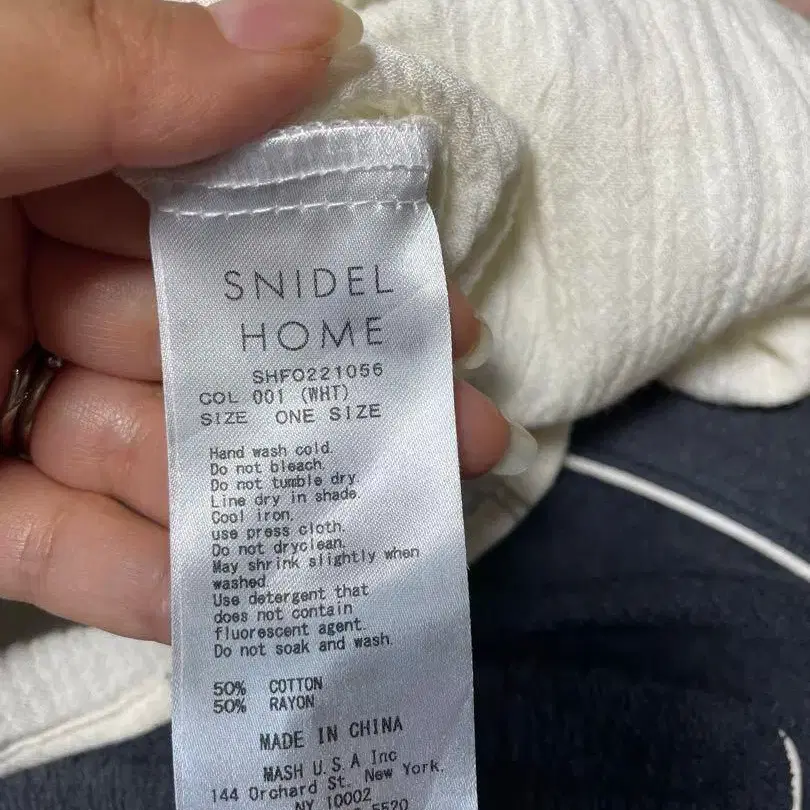 SNIDEL
HOME
SHFO221056
COL 001 (WHT)
SIZE ONE SIZE
Hand wash cold.
Do not bleach.
Do not tumble dry.
Line dry in shade.
Cool iron.
use press cloth.
Do not dryclean.
May shrink slightly when
washed.
Use detergent that
does not contain
fluorescent agent.
Do not soak and wash.
50% COTTON
50% RAYON
MADE IN CHINA
MASH U.S.A Inc
144 Orchard St. New York.
NY 10002
5520